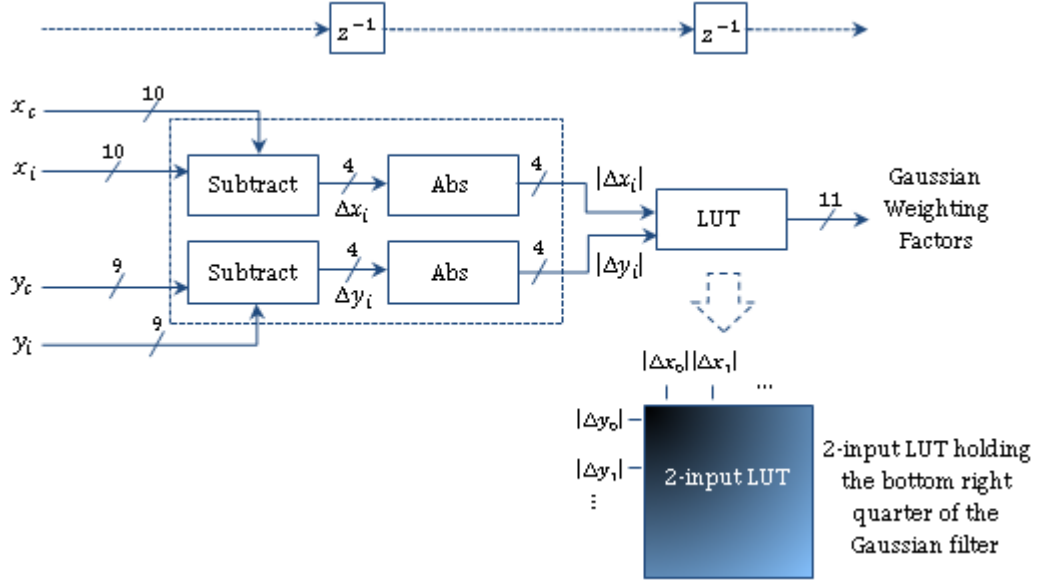 z⁻¹ z⁻¹
x_c 10
x_i 10
Subtract 4 Δx_i Abs 4 |Δx_i|
LUT 11
Gaussian
Weighting
Factors
y_c 9
Subtract 4 Δy_i Abs 4 |Δy_i|
y_i 9
|Δx₀| |Δx₁| ...
|Δy₀|
|Δy₁|
⋮
2-input LUT
2-input LUT holding
the bottom right
quarter of the
Gaussian filter